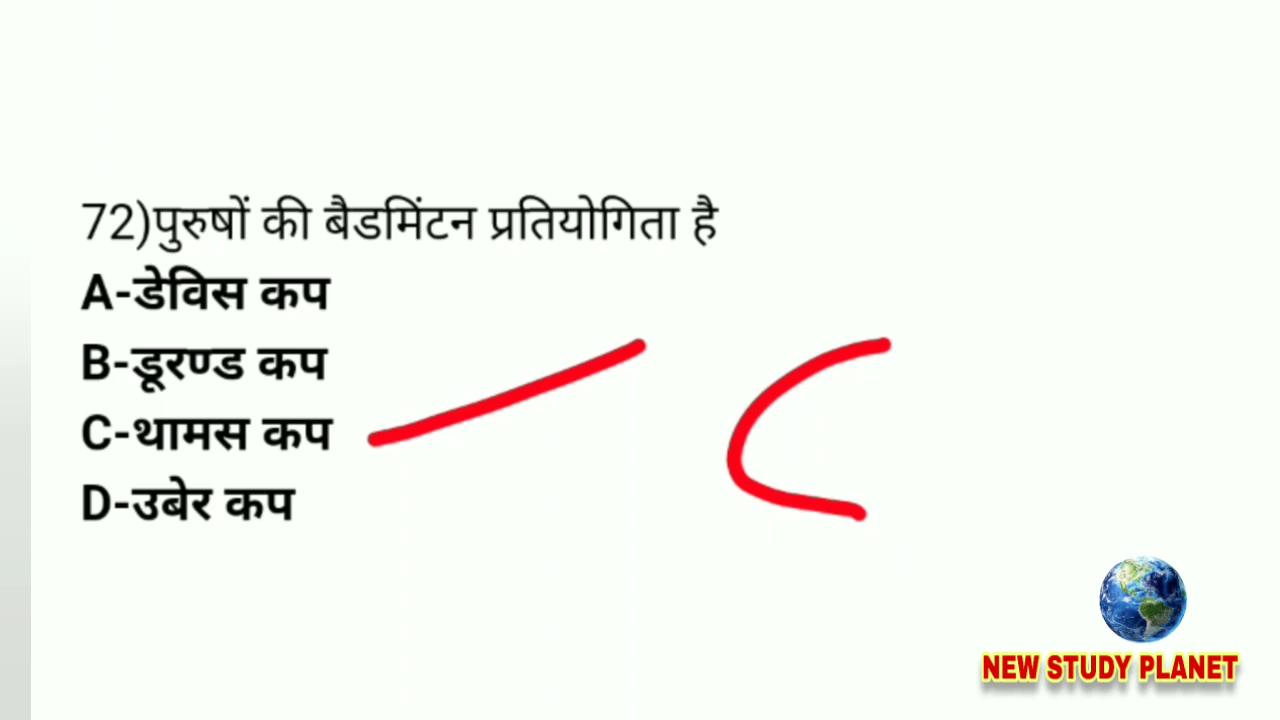 72)पुरुषों की बैडमिंटन प्रतियोगिता है
A-डेविस कप
B-डूरण्ड कप
C-थामस कप
D-उबेर कप
C
NEW STUDY PLANET